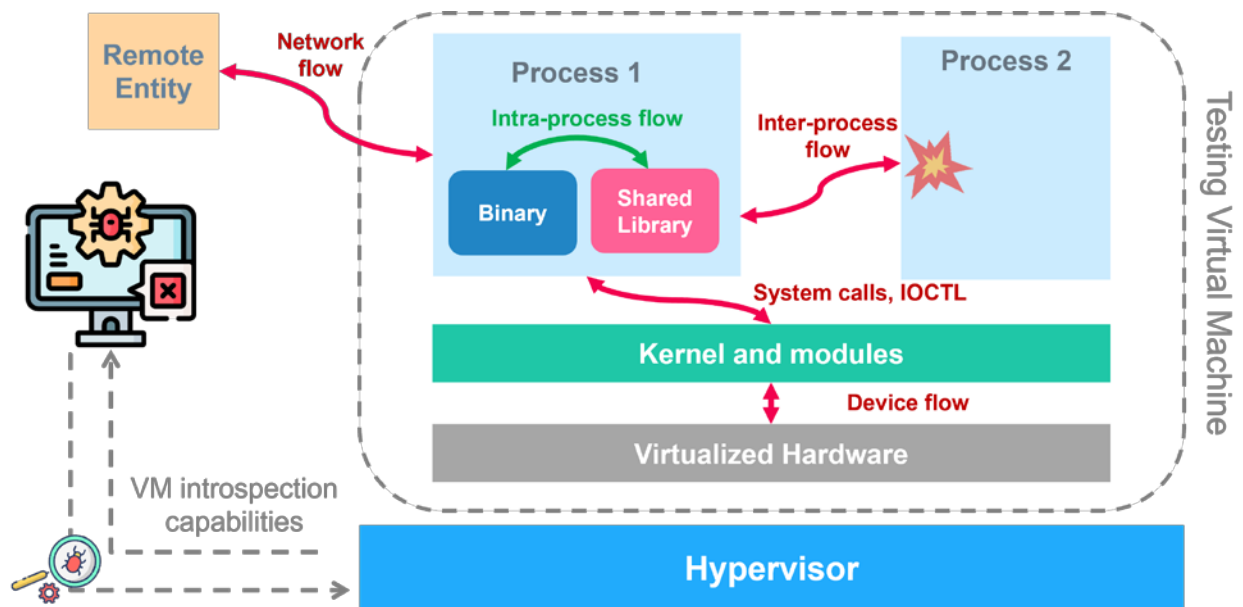 Remote
Entity
Network
flow
Process 1
Process 2
Intra-process flow
Inter-process
flow
Binary
Shared
Library
System calls, IOCTL
Kernel and modules
Device flow
Virtualized Hardware
Testing Virtual Machine
VM introspection
capabilities
Hypervisor